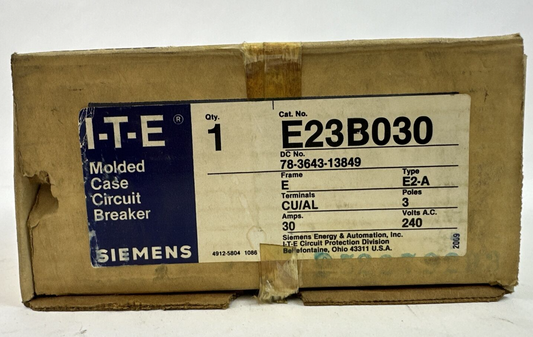 I-T-E®
Molded
Case
Circuit
Breaker
SIEMENS
Qty.
1
4912-5804 1086
Cat. No.
E23B030
DC No.
78-3643-13849
Frame Type
E E2-A
Terminals Poles
CU/AL 3
Amps. Volts A.C.
30 240
Siemens Energy & Automation, Inc.
I-T-E Circuit Protection Division
Bellefontaine, Ohio 43311 U.S.A.
2009